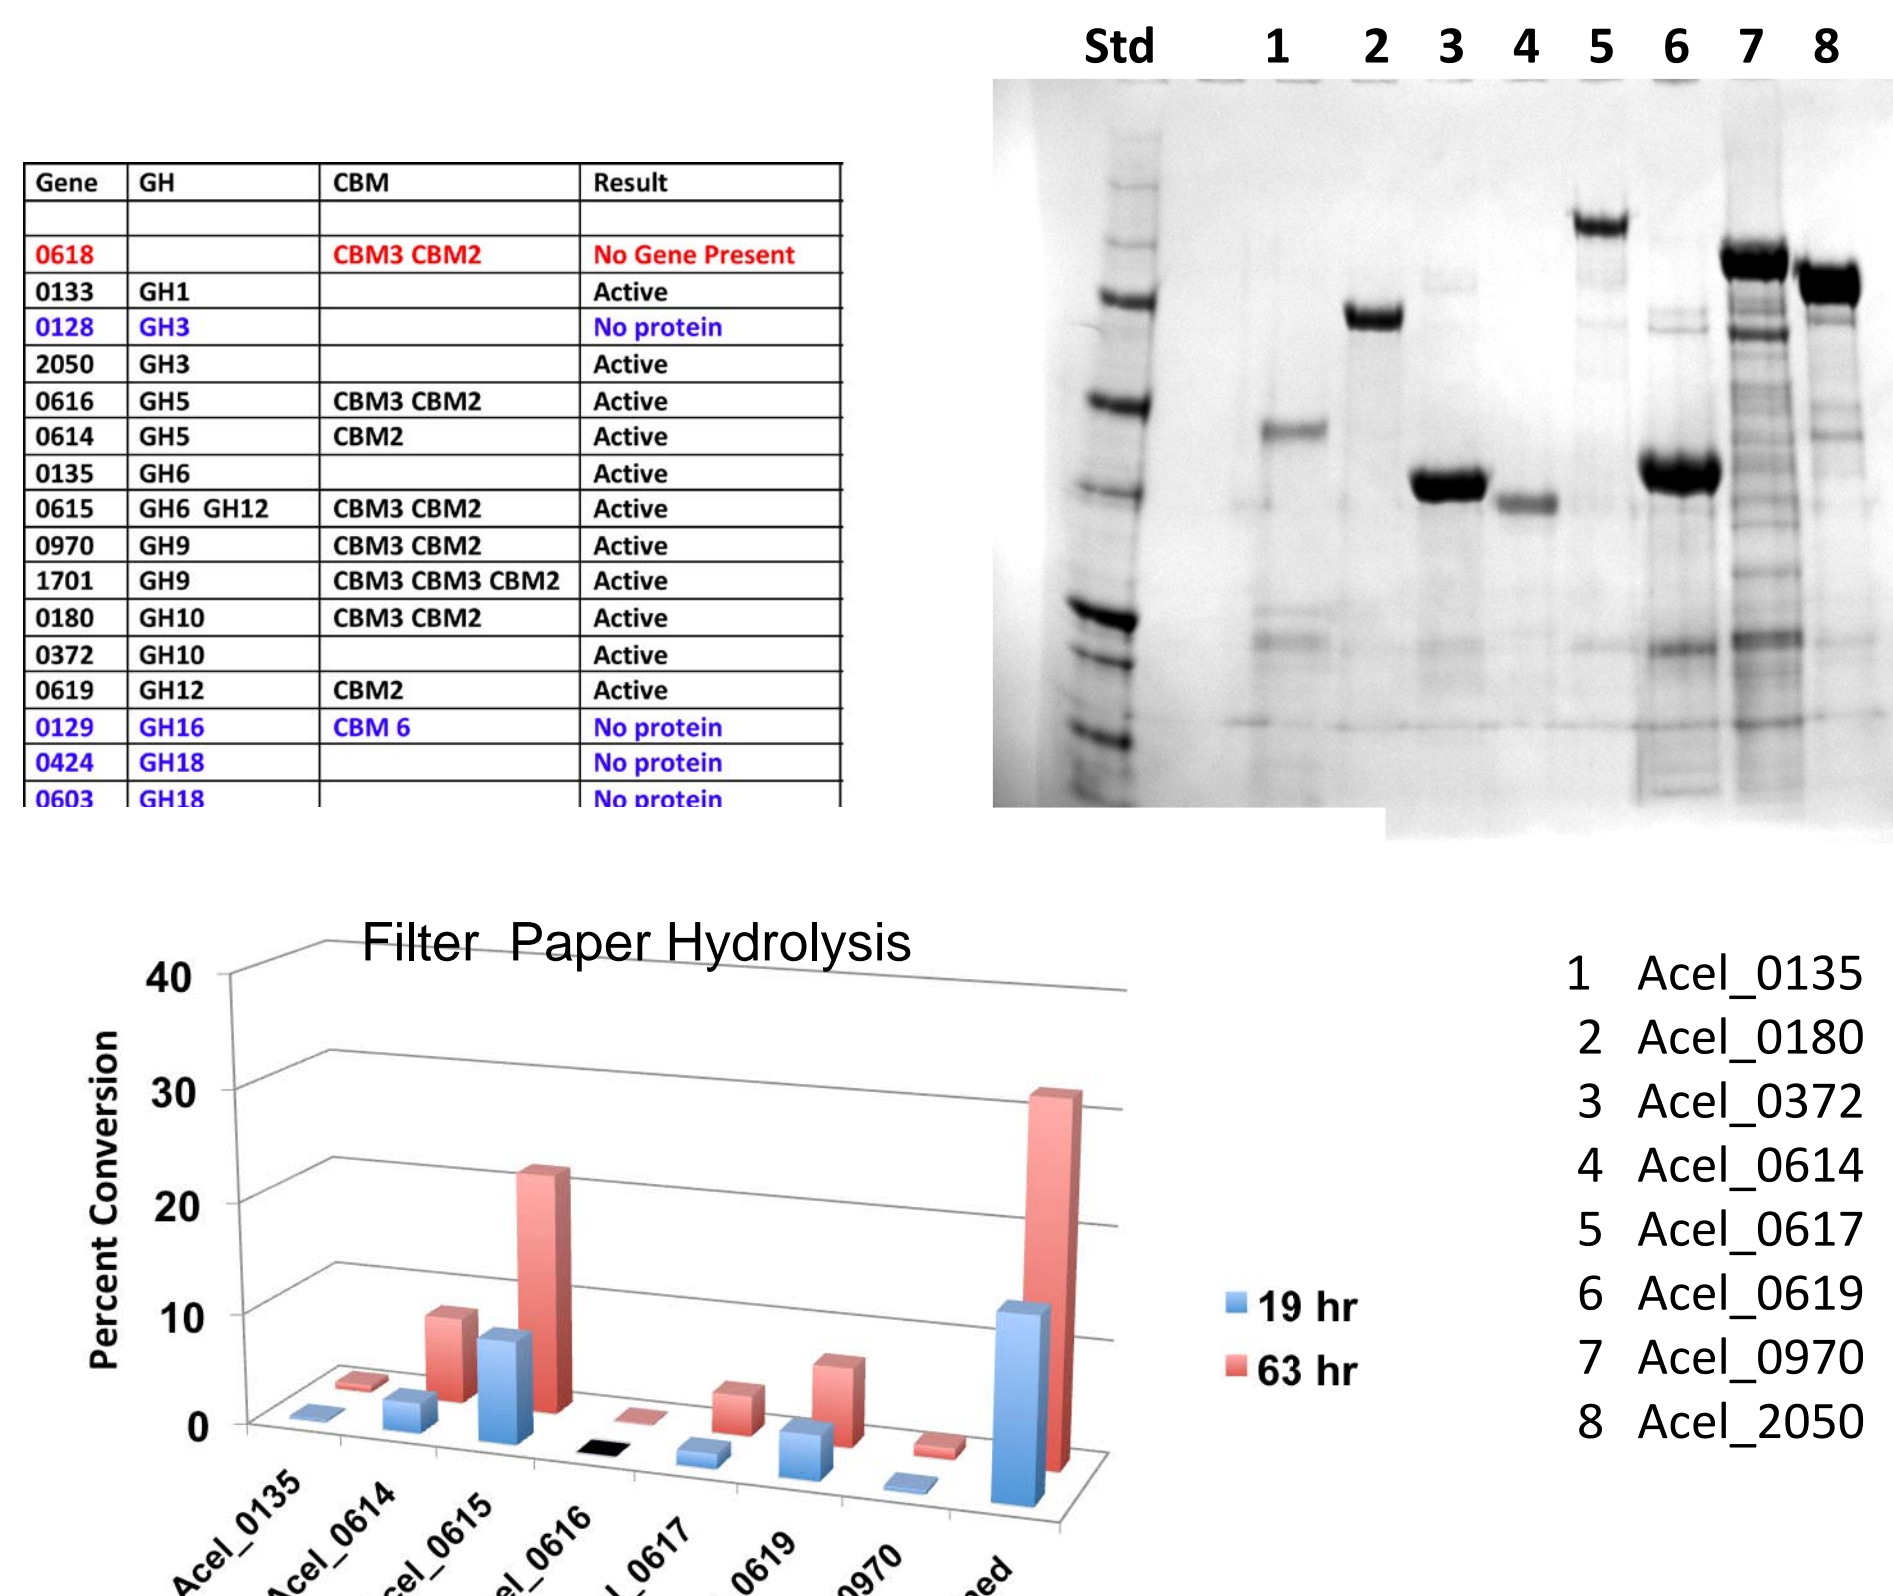 Std 1 2 3 4 5 6 7 8
Gene GH CBM Result
0618 CBM3 CBM2 No Gene Present
0133 GH1 Active
0128 GH3 No protein
2050 GH3 Active
0616 GH5 CBM3 CBM2 Active
0614 GH5 CBM2 Active
0135 GH6 Active
0615 GH6 GH12 CBM3 CBM2 Active
0970 GH9 CBM3 CBM2 Active
1701 GH9 CBM3 CBM3 CBM2 Active
0180 GH10 CBM3 CBM2 Active
0372 GH10 Active
0619 GH12 CBM2 Active
0129 GH16 CBM 6 No protein
0424 GH18 No protein
0603 GH18 No protein
Filter Paper Hydrolysis
Percent Conversion
40
30
20
10
0
Acel_0135
Acel_0614
cel_0615
el_0616
l_0617
0619
0970
ned
19 hr
63 hr
1 Acel_0135
2 Acel_0180
3 Acel_0372
4 Acel_0614
5 Acel_0617
6 Acel_0619
7 Acel_0970
8 Acel_2050